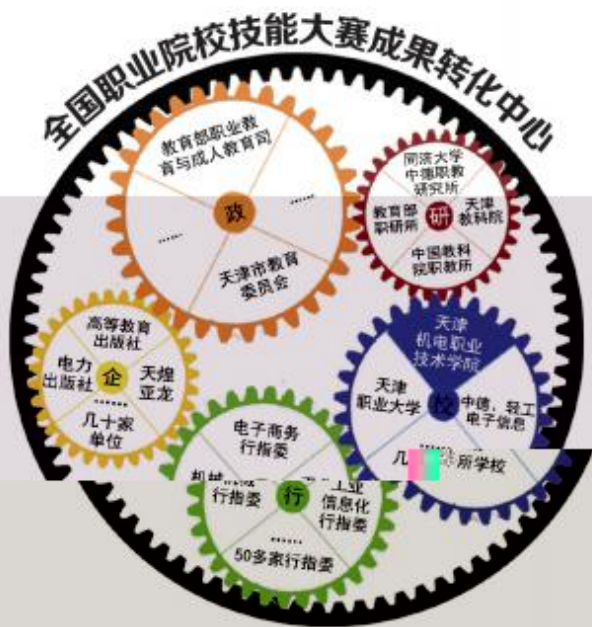 全国职业院校技能大赛成果转化中心
教育部职业教
育与成人教育司
……
……
政
天津市教育
委员会
同济大学
中德职教
研究所
教育部
职研所
研
天津
教科院
中国教科
院职教所
高等教育
出版社
电力
出版社
企
天煌
亚龙
……
几十家
单位
天津
机电职业
技术学院
天津
职业大学
校
中德、轻工
电子信息
……
几
所学校
电子商务
行指委
机械
行指委
行
工业
信息化
行指委
……
50多家行指委